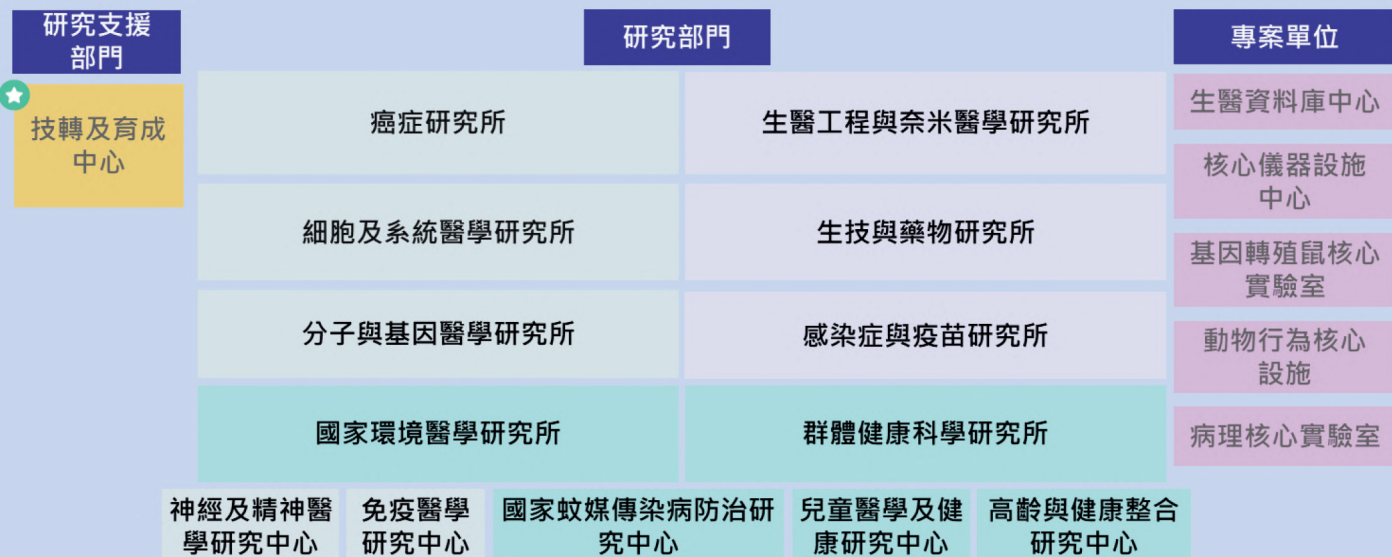 研究支援
部門
研究部門
專案單位
技轉及育成
中心
癌症研究所
生醫工程與奈米醫學研究所
細胞及系統醫學研究所
生技與藥物研究所
分子與基因醫學研究所
感染症與疫苗研究所
國家環境醫學研究所
群體健康科學研究所
神經及精神醫
學研究中心
免疫醫學
研究中心
國家蚊媒傳染病防治研
究中心
兒童醫學及健
康研究中心
高齡與健康整合
研究中心
生醫資料庫中心
核心儀器設施
中心
基因轉殖鼠核心
實驗室
動物行為核心
設施
病理核心實驗室